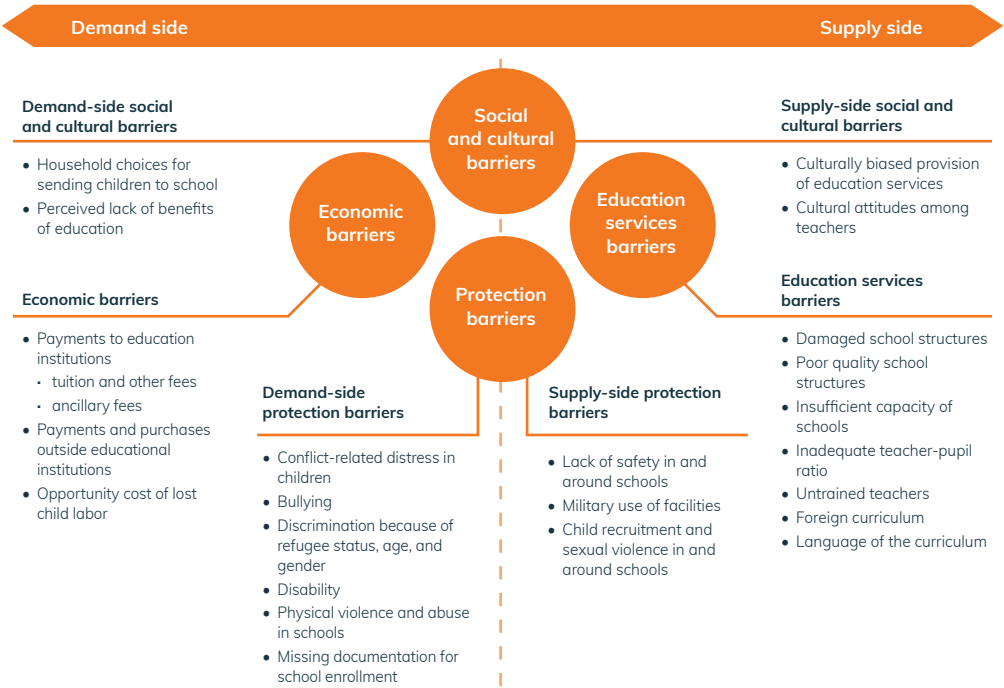 Demand side
Supply side
Social
and cultural
barriers
Economic
barriers
Education
services
barriers
Protection
barriers
Demand-side social
and cultural barriers
• Household choices for
sending children to school
• Perceived lack of benefits
of education
Economic barriers
• Payments to education
institutions
▪ tuition and other fees
▪ ancillary fees
• Payments and purchases
outside educational
institutions
• Opportunity cost of lost
child labor
Demand-side
protection barriers
• Conflict-related distress in
children
• Bullying
• Discrimination because of
refugee status, age, and
gender
• Disability
• Physical violence and abuse
in schools
• Missing documentation for
school enrollment
Supply-side protection
barriers
• Lack of safety in and
around schools
• Military use of facilities
• Child recruitment and
sexual violence in and
around schools
Supply-side social and
cultural barriers
• Culturally biased provision
of education services
• Cultural attitudes among
teachers
Education services
barriers
• Damaged school structures
• Poor quality school
structures
• Insufficient capacity of
schools
• Inadequate teacher-pupil
ratio
• Untrained teachers
• Foreign curriculum
• Language of the curriculum